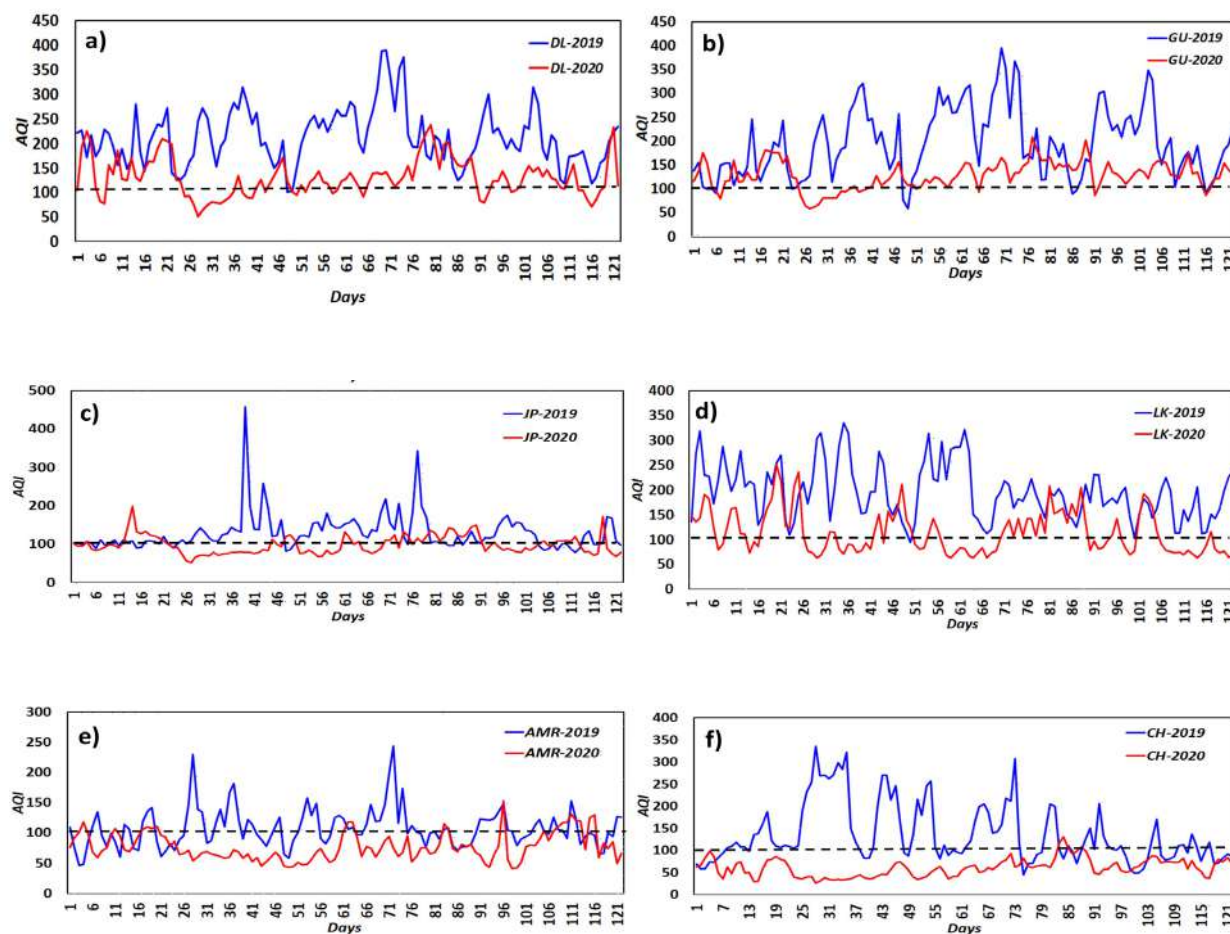 a)
DL-2019
DL-2020
AQI
450
400
350
300
250
200
150
100
50
0
1 6 11 16 21 26 31 36 41 46 51 56 61 66 71 76 81 86 91 96 101 106 111 116 121
Days
b)
GU-2019
GU-2020
AQI
450
400
350
300
250
200
150
100
50
0
1 6 11 16 21 26 31 36 41 46 51 56 61 66 71 76 81 86 91 96 101 106 111 116 121
Days
c)
JP-2019
JP-2020
AQI
500
400
300
200
100
0
1 6 11 16 21 26 31 36 41 46 51 56 61 66 71 76 81 86 91 96 101 106 111 116 121
Days
d)
LK-2019
LK-2020
AQI
400
350
300
250
200
150
100
50
0
1 6 11 16 21 26 31 36 41 46 51 56 61 66 71 76 81 86 91 96 101 106 111 116 121
Days
e)
AMR-2019
AMR-2020
AQI
300
250
200
150
100
50
0
1 6 11 16 21 26 31 36 41 46 51 56 61 66 71 76 81 86 91 96 101 106 111 116 121
Days
f)
CH-2019
CH-2020
AQI
400
350
300
250
200
150
100
50
0
1 7 13 19 25 31 37 43 49 55 61 67 73 79 85 91 97 103 109 115 121
Days